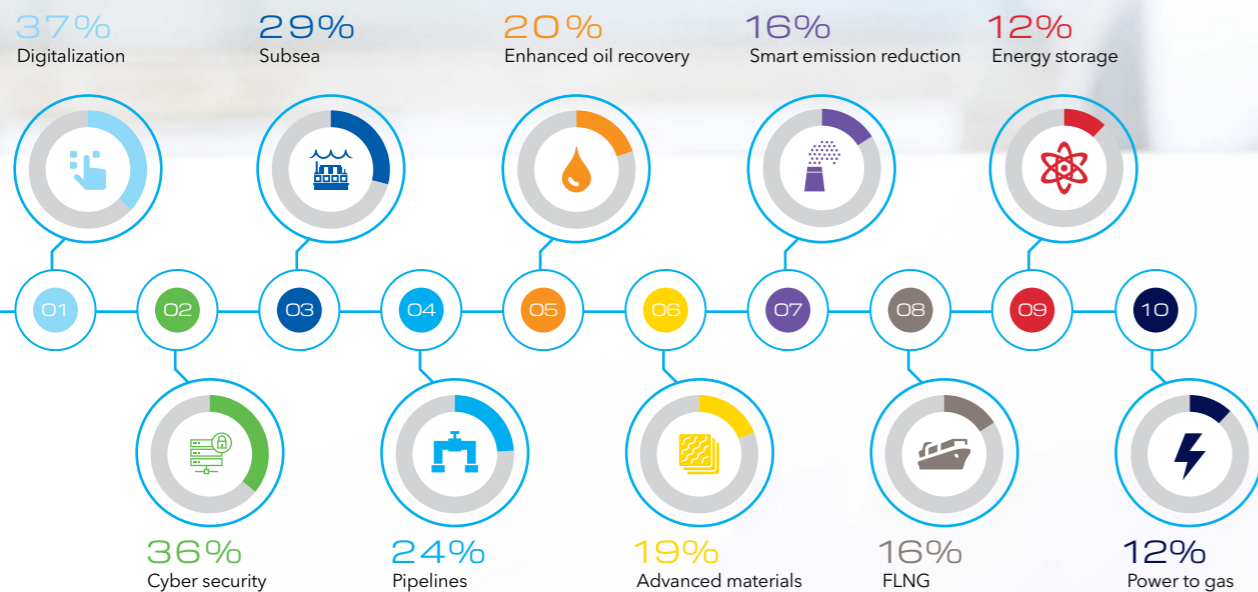 37%
Digitalization
29%
Subsea
20%
Enhanced oil recovery
16%
Smart emission reduction
12%
Energy storage
01
02
03
04
05
06
07
08
09
10
36%
Cyber security
24%
Pipelines
19%
Advanced materials
16%
FLNG
12%
Power to gas